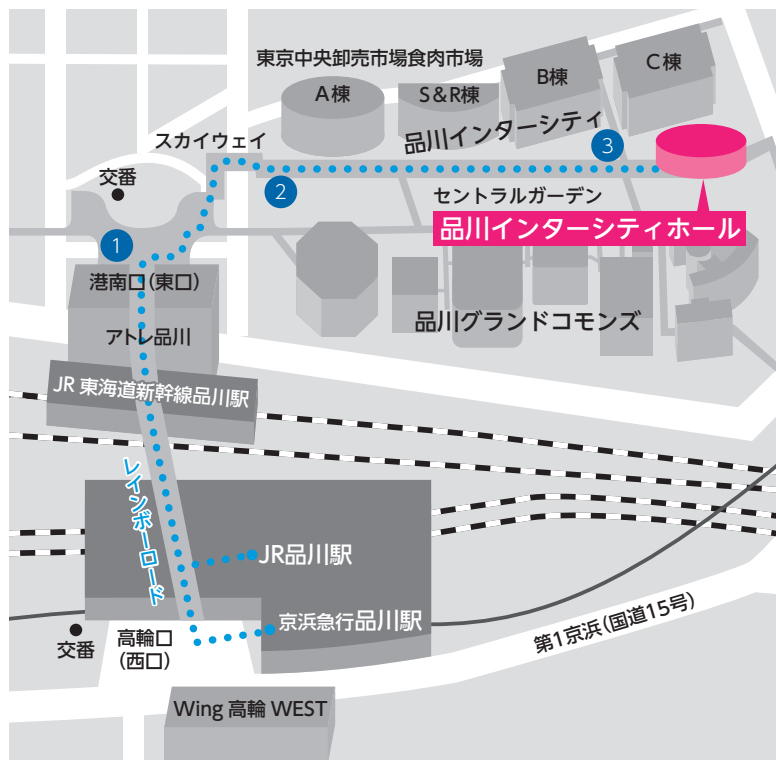 東京中央卸売市場食肉市場
A棟
S&R棟
B棟
C棟
品川インターシティ
スカイウェイ
3
交番
2
セントラルガーデン
品川インターシティホール
1
港南口(東口)
品川グランドコモンズ
アトレ品川
JR 東海道新幹線品川駅
レインボーロード
JR品川駅
京浜急行品川駅
交番
高輪口
(西口)
第1京浜(国道15号)
Wing 高輪 WEST